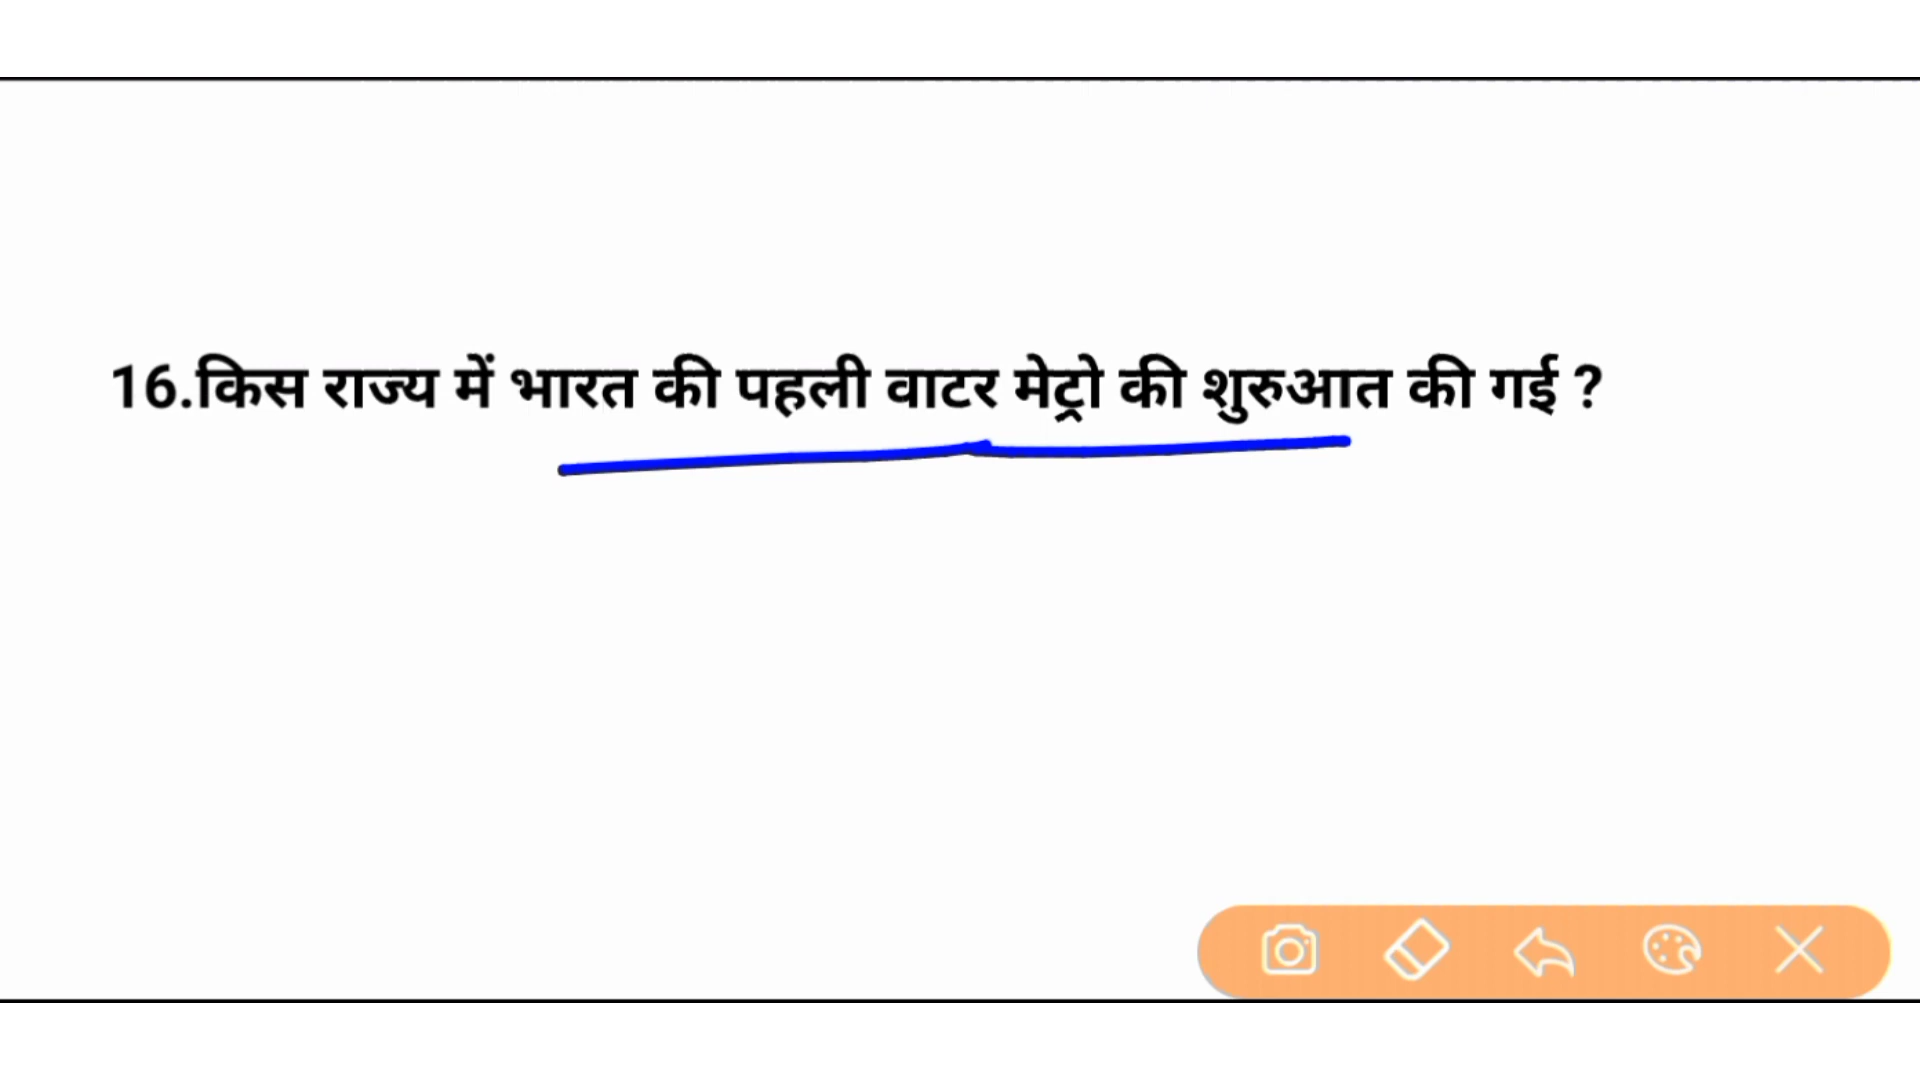 16.किस राज्य में भारत की पहली वाटर मेट्रो की शुरुआत की गई ?